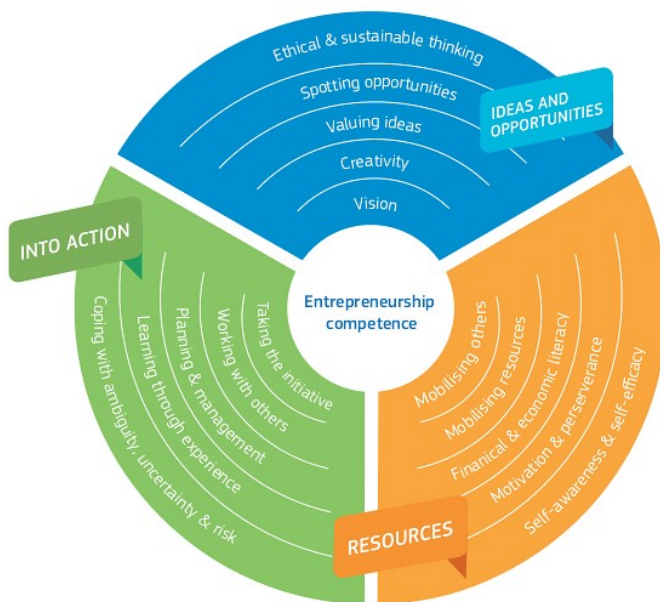 Ethical & sustainable thinking
Spotting opportunities
Valuing ideas
Creativity
Vision
IDEAS AND
OPPORTUNITIES
INTO ACTION
Entrepreneurship
competence
Taking the initiative
Working with others
Planning & management
Learning through experience
Coping with ambiguity, uncertainty & risk
Mobilising others
Mobilising resources
Finanical & economic literacy
Motivation & perserverance
Self-awareness & self-efficacy
RESOURCES